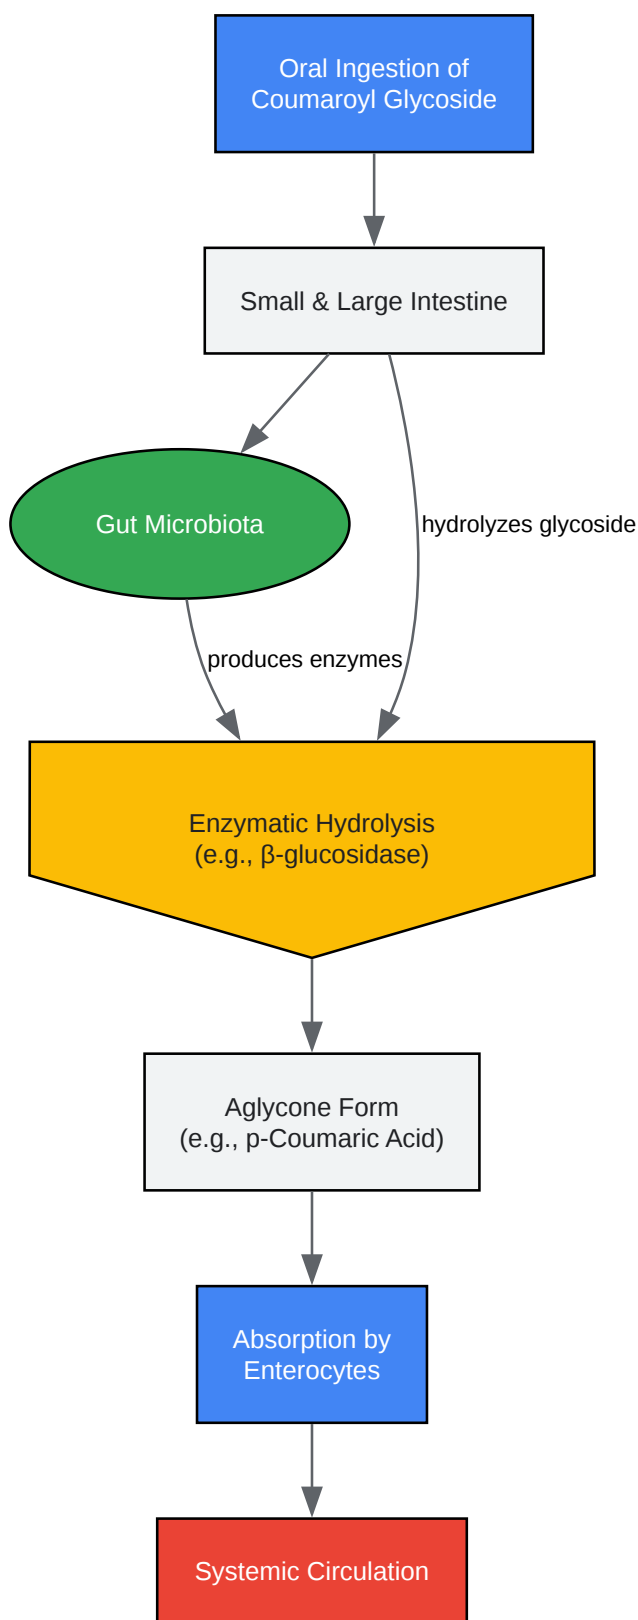 Oral Ingestion of
Coumaroyl Glycoside
Small & Large Intestine
Gut Microbiota
hydrolyzes glycoside
produces enzymes
Enzymatic Hydrolysis
(e.g., β-glucosidase)
Aglycone Form
(e.g., p-Coumaric Acid)
Absorption by
Enterocytes
Systemic Circulation